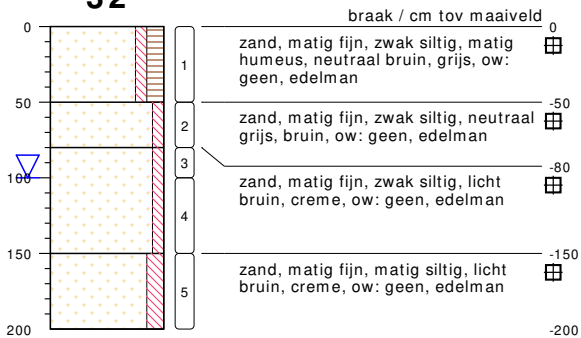 32
braak / cm tov maaiveld
0
0
zand, matig fijn, zwak siltig, matig
humeus, neutraal bruin, grijs, ow:
geen, edelman
1
50
-50
zand, matig fijn, zwak siltig, neutraal
grijs, bruin, ow: geen, edelman
2
-80
3
100
zand, matig fijn, zwak siltig, licht
bruin, creme, ow: geen, edelman
4
150
-150
zand, matig fijn, matig siltig, licht
bruin, creme, ow: geen, edelman
5
200
-200